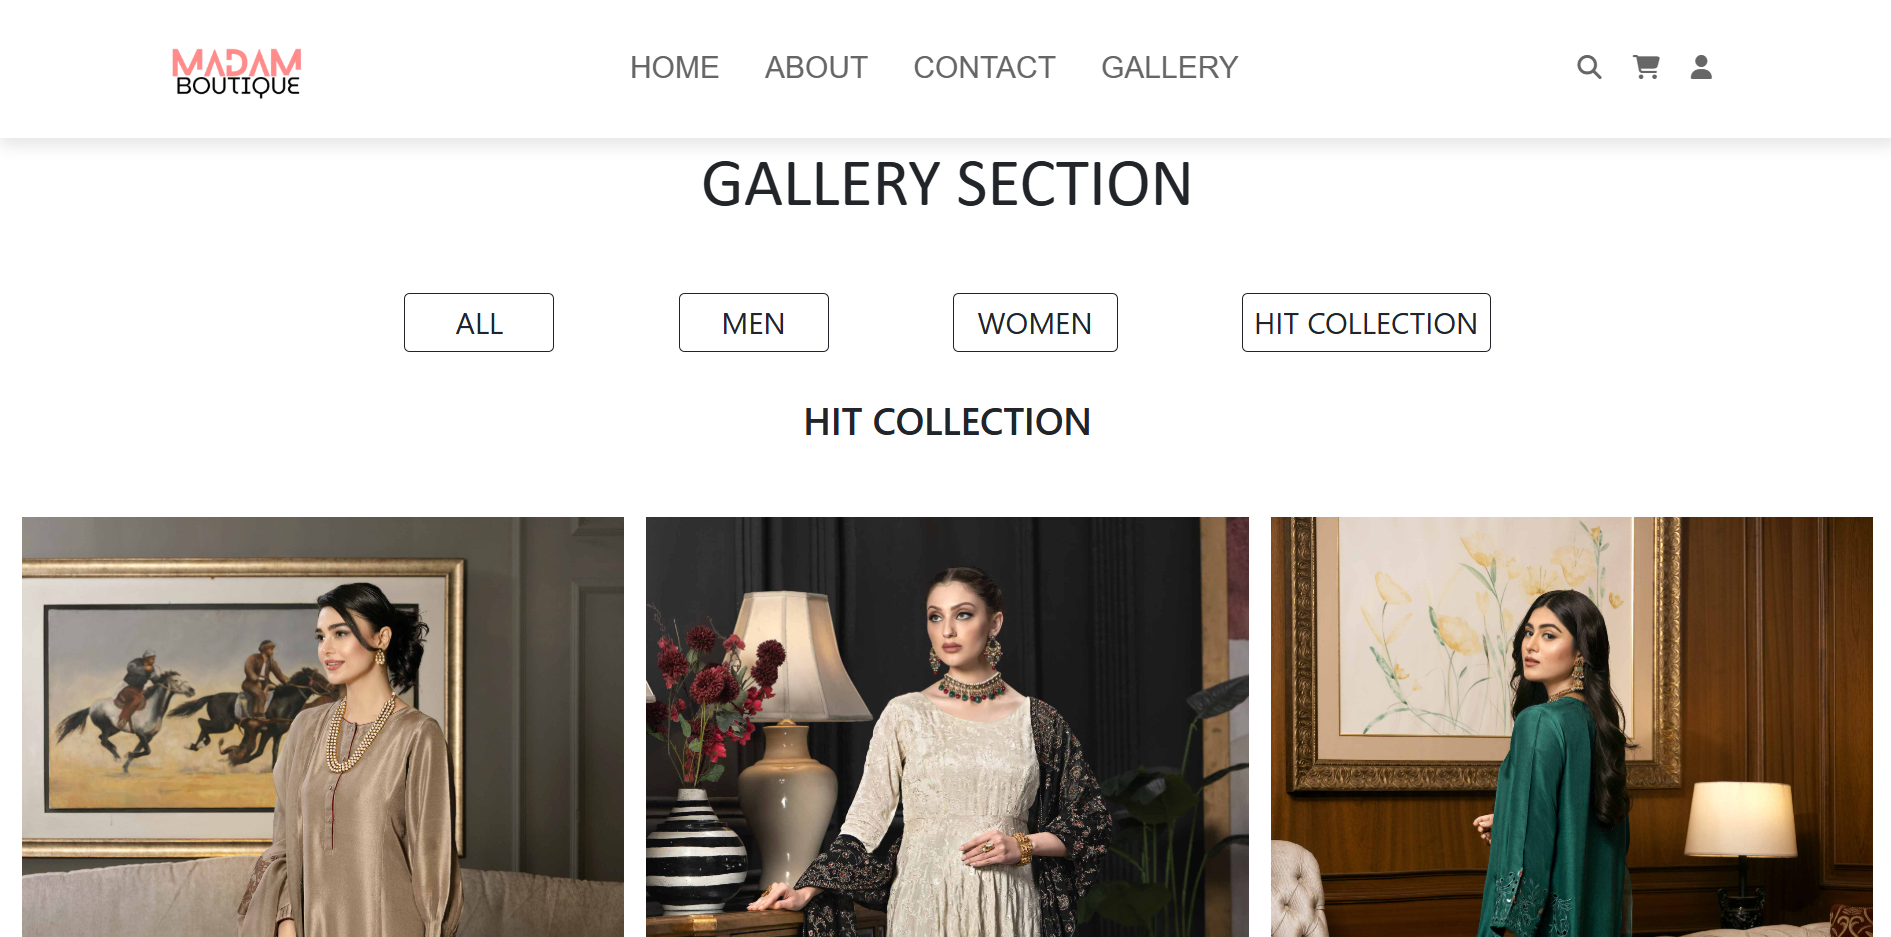 MADAM
BOUTIQUE
HOME ABOUT CONTACT GALLERY
GALLERY SECTION
ALL MEN WOMEN HIT COLLECTION
HIT COLLECTION